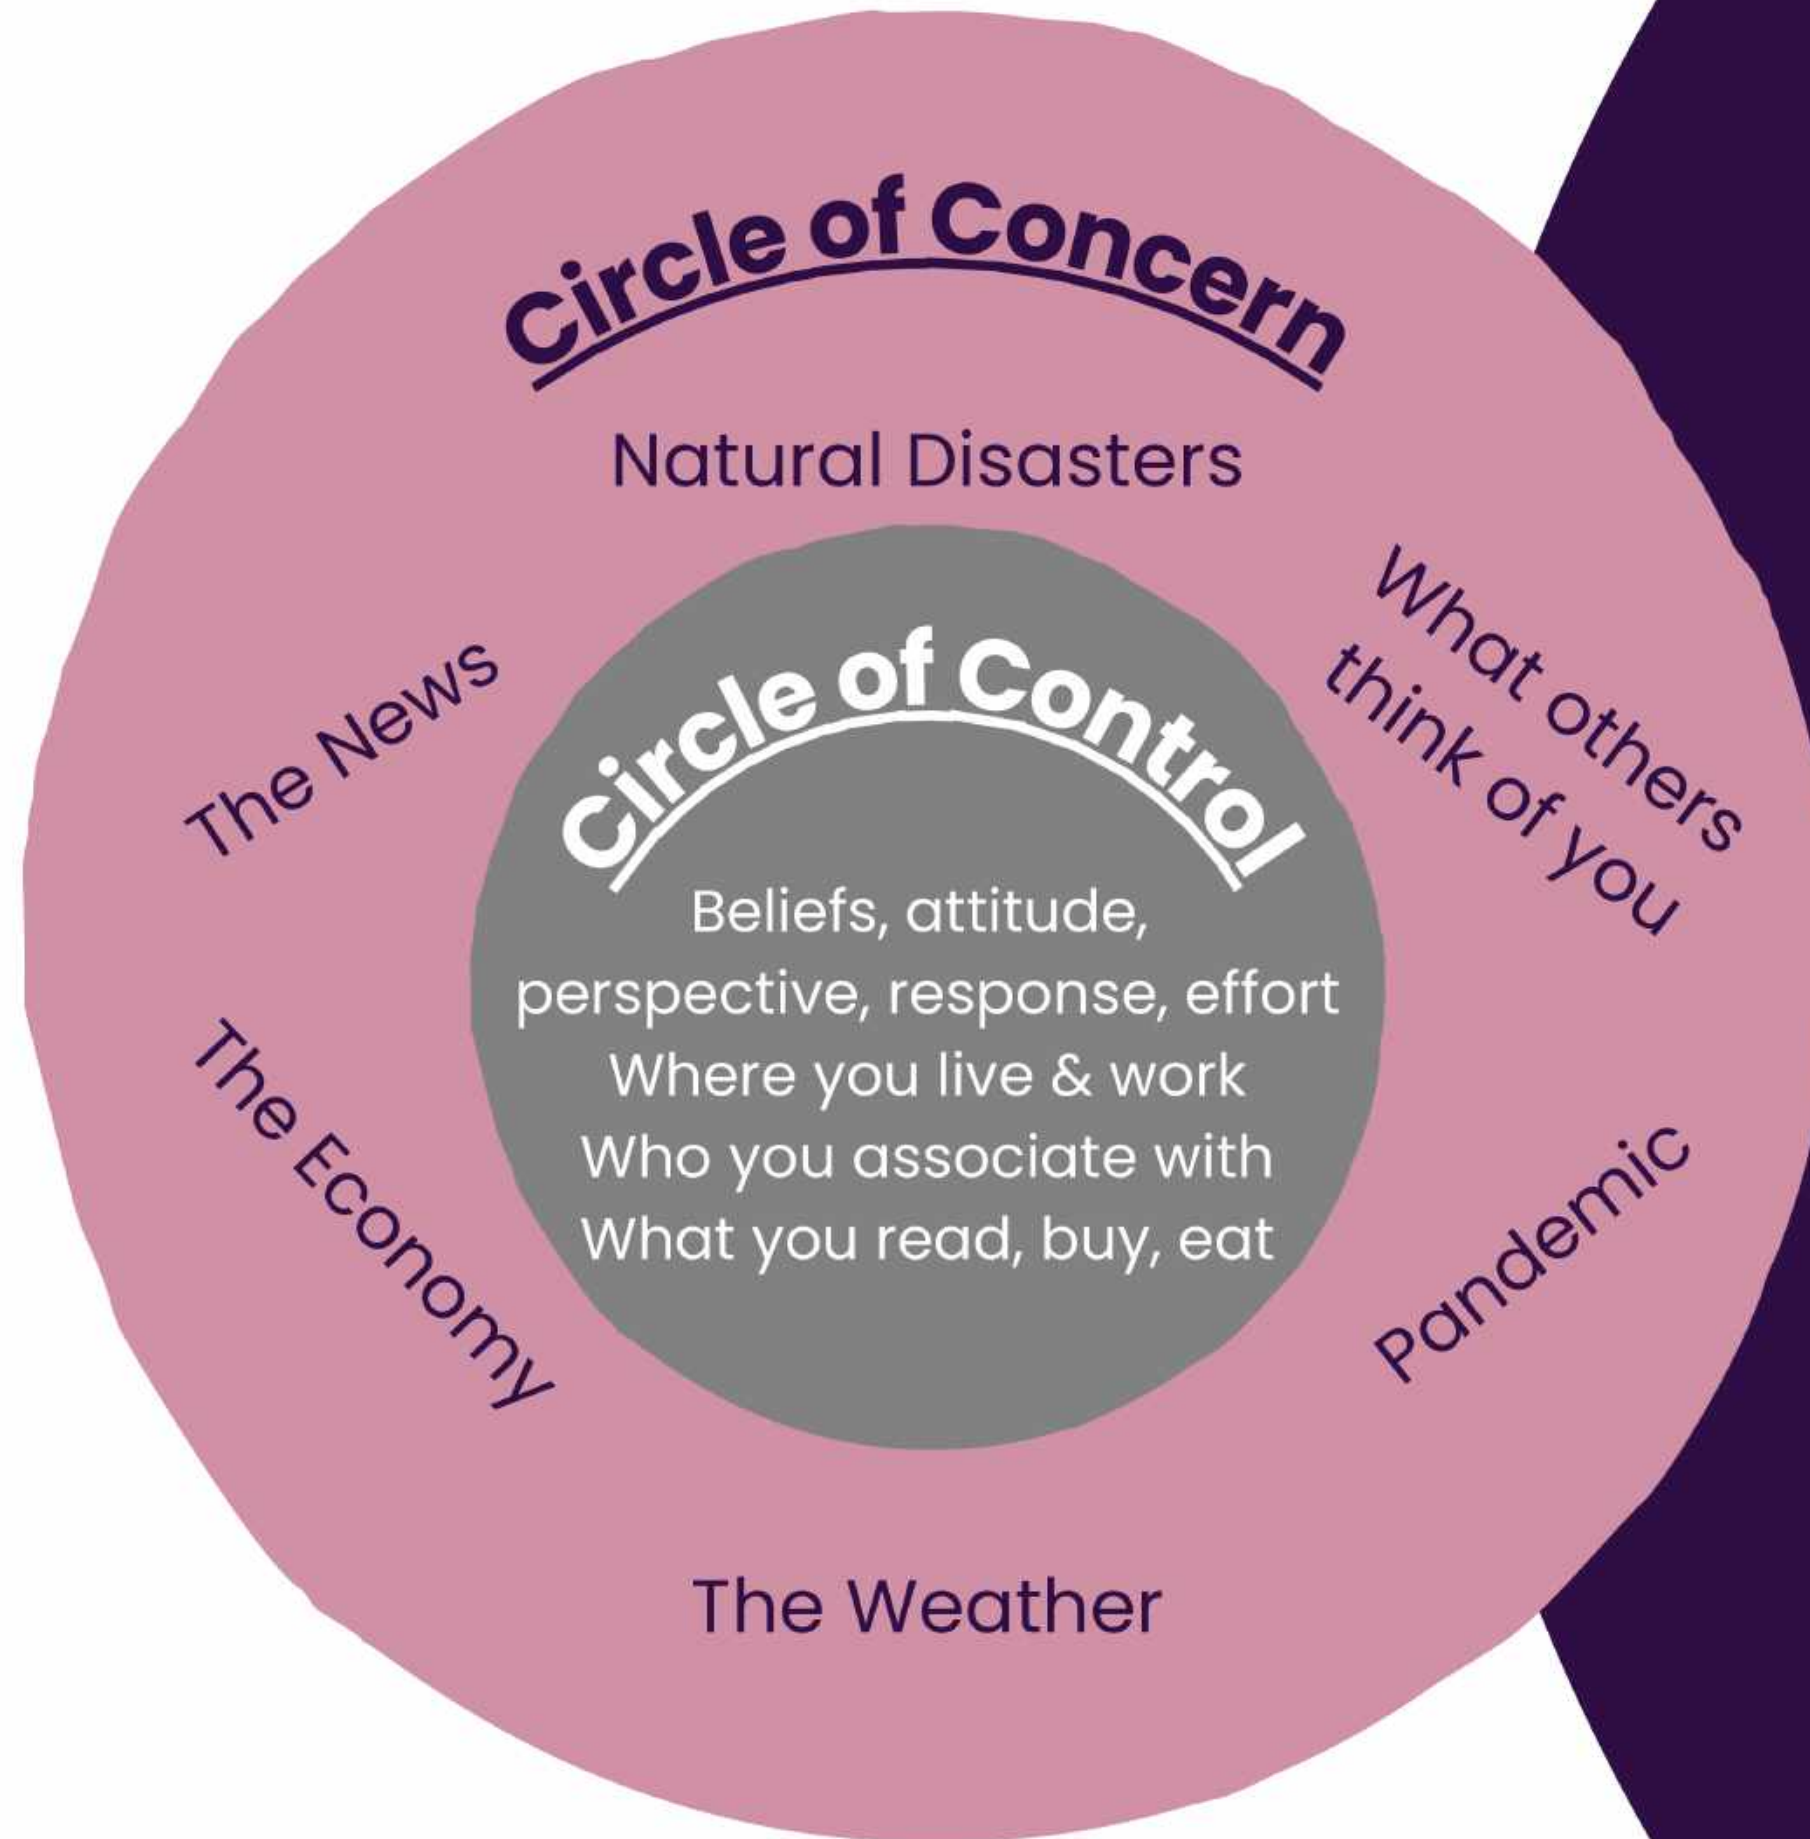 Circle of Concern
Natural Disasters
What others
think of you
The News
Circle of Control
Beliefs, attitude,
perspective, response, effort
Where you live & work
Who you associate with
What you read, buy, eat
The Economy
Pandemic
The Weather